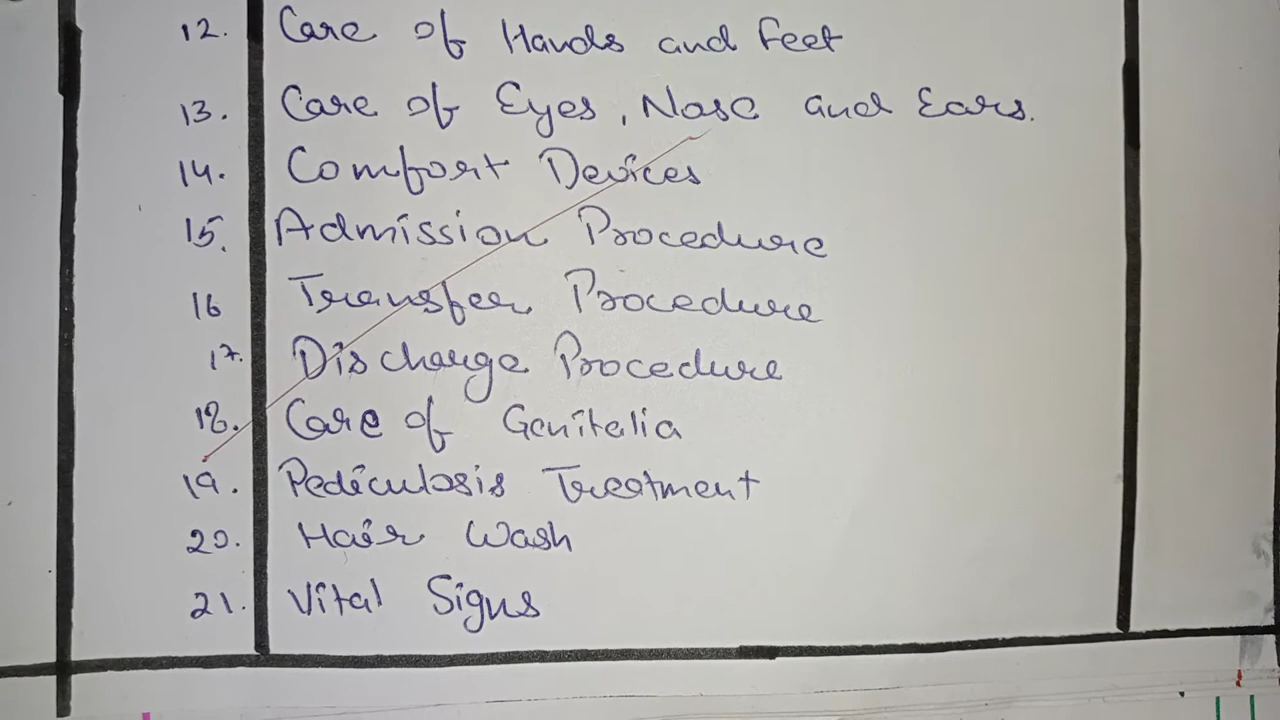 12. Care of Hands and Feet
13. Care of Eyes, Nose and Ears.
14. Comfort Devices
15. Admission Procedure
16 Transfer Procedure
17. Discharge Procedure
18. Care of Genitalia
19. Pediculosis Treatment
20. Hair Wash
21. Vital Signs